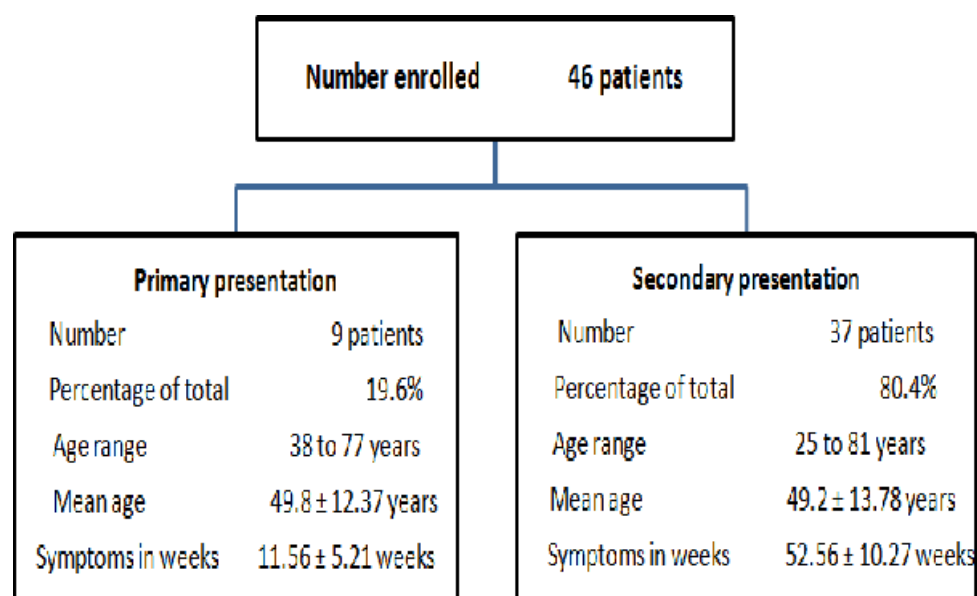 Number enrolled 46 patients
Primary presentation
Number 9 patients
Percentage of total 19.6%
Age range 38 to 77 years
Mean age 49.8 ± 12.37 years
Symptoms in weeks 11.56 ± 5.21 weeks
Secondary presentation
Number 37 patients
Percentage of total 80.4%
Age range 25 to 81 years
Mean age 49.2 ± 13.78 years
Symptoms in weeks 52.56 ± 10.27 weeks